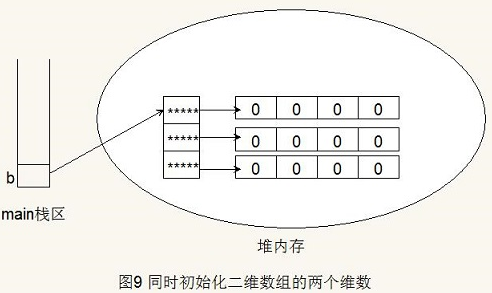 ***** 0 0 0 0
***** 0 0 0 0
***** 0 0 0 0
b
main栈区
堆内存
图9 同时初始化二维数组的两个维数